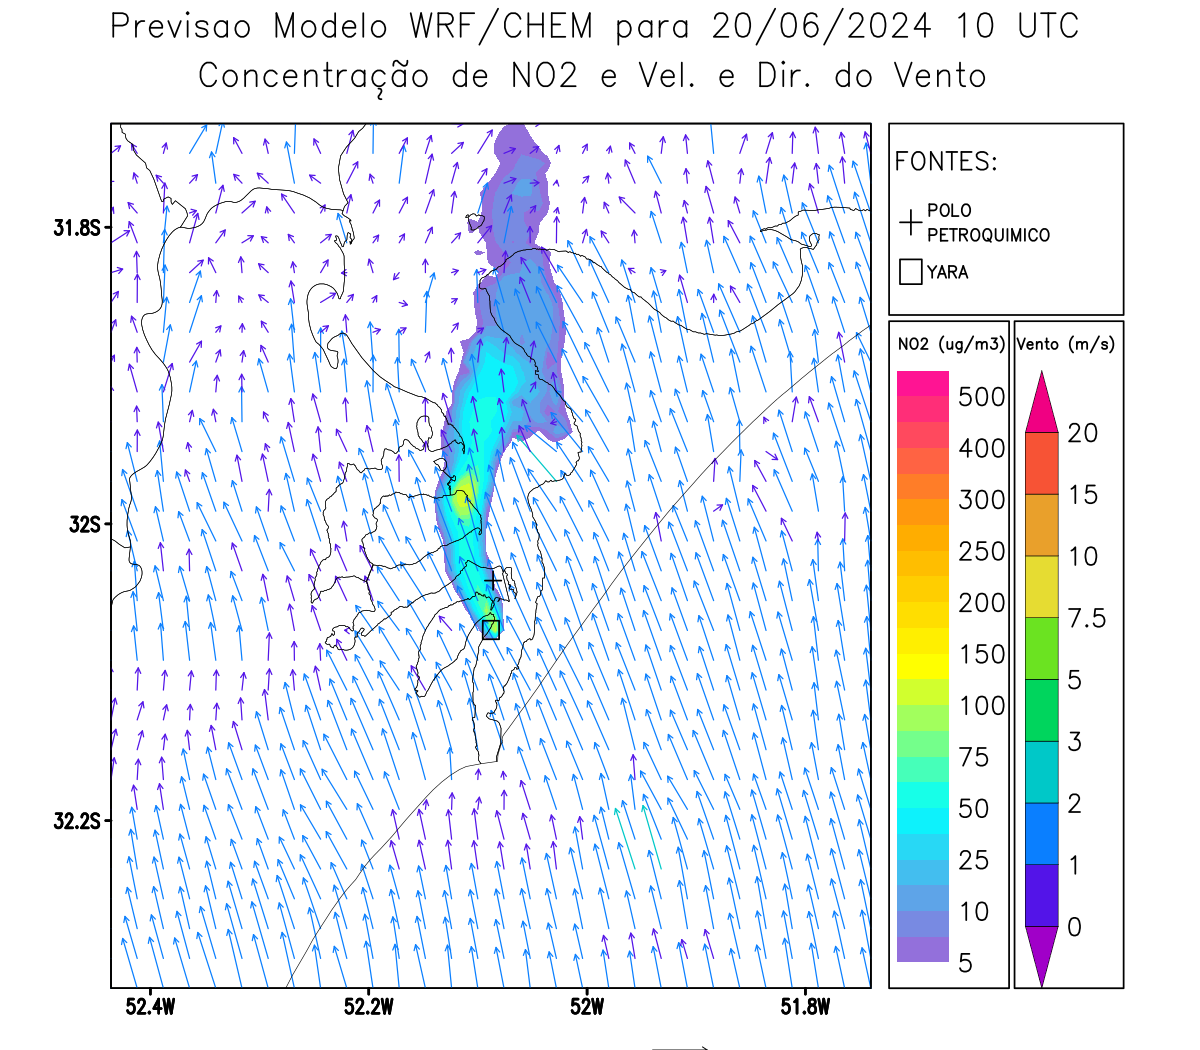 Previsao Modelo WRF/CHEM para 20/06/2024 10 UTC
Concentração de NO2 e Vel. e Dir. do Vento
FONTES:
POLO
PETROQUIMICO
YARA
NO2 (ug/m3)
500
400
300
250
200
150
100
75
50
25
10
5
Vento (m/s)
20
15
10
7.5
5
3
2
1
0
31.8S
32S
32.2S
52.4W
52.2W
52W
51.8W